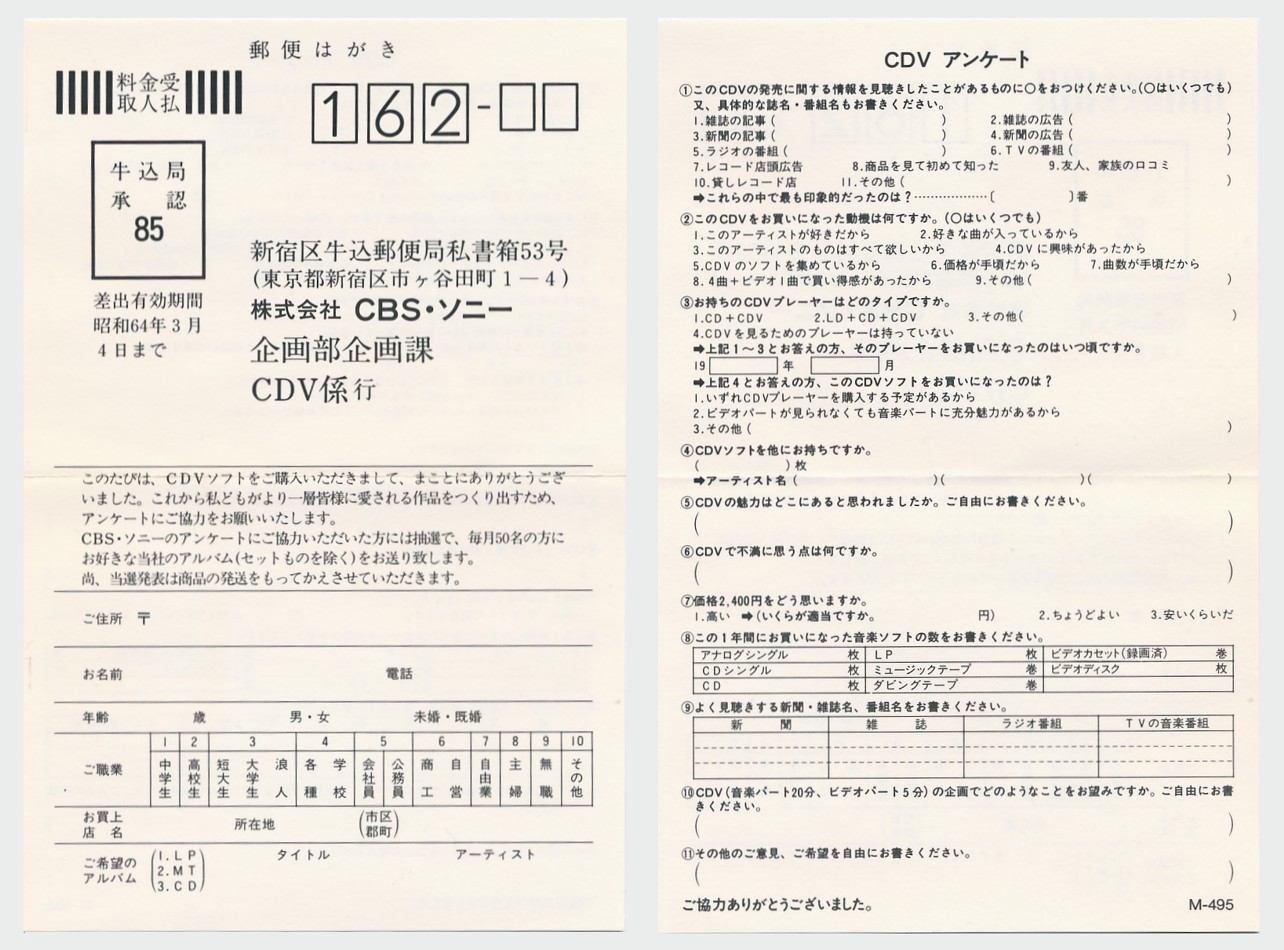 郵便はがき
料金受
取人払
162-
牛込局
承認
85
差出有効期間
昭和64年3月
4日まで
新宿区牛込郵便局私書箱53号
(東京都新宿区市ヶ谷田町1―4)
株式会社 CBS・ソニー
企画部企画課
CDV係行
このたびは、CDVソフトをご購入いただきまして、まことにありがとうござ
いました。これから私どもがより一層皆様に愛される作品をつくり出すため、
アンケートにご協力をお願いいたします。
CBS・ソニーのアンケートにご協力いただいた方には抽選で、毎月50名の方に
お好きな当社のアルバム(セットものを除く)をお送り致します。
尚、当選発表は商品の発送をもってかえさせていただきます。
ご住所 〒
お名前 電話
年齢 歳 男・女 未婚・既婚
ご職業
1 2 3 4 5 6 7 8 9 10
中学生 高校生 短大生 大学生 浪人 各種 学校 会社員 公務員 商工 自営 自由業 主婦 無職 その他
お買上
店名 所在地 (市区郡町)
ご希望の
アルバム
(1.LP
2.MT
3.CD)
タイトル アーティスト
CDV アンケート
①このCDVの発売に関する情報を見聴きしたことがあるものに○をおつけください。(○はいくつでも)
又、具体的な誌名・番組名もお書きください。
1.雑誌の記事( ) 2.雑誌の広告( )
3.新聞の記事( ) 4.新聞の広告( )
5.ラジオの番組( ) 6.TVの番組( )
7.レコード店頭広告 8.商品を見て初めて知った 9.友人、家族の口コミ
10.貸しレコード店 11.その他( )
➡これらの中で最も印象的だったのは?………………〔 〕番
②このCDVをお買いになった動機は何ですか。(○はいくつでも)
1.このアーティストが好きだから 2.好きな曲が入っているから
3.このアーティストのものはすべて欲しいから 4.CDVに興味があったから
5.CDVのソフトを集めているから 6.価格が手頃だから 7.曲数が手頃だから
8.4曲+ビデオ1曲で買い得感があったから 9.その他( )
③お持ちのCDVプレーヤーはどのタイプですか。
1.CD+CDV 2.LD+CD+CDV 3.その他( )
4.CDVを見るためのプレーヤーは持っていない
➡上記1〜3とお答えの方、そのプレーヤーをお買いになったのはいつ頃ですか。
19 年 月
➡上記4とお答えの方、このCDVソフトをお買いになったのは?
1.いずれCDVプレーヤーを購入する予定があるから
2.ビデオパートが見られなくても音楽パートに充分魅力があるから
3.その他( )
④CDVソフトを他にお持ちですか。
( )枚
➡アーティスト名( )( )( )
⑤CDVの魅力はどこにあると思われましたか。ご自由にお書きください。
( )
⑥CDVで不満に思う点は何ですか。
( )
⑦価格2,400円をどう思いますか。
1.高い ➡(いくらが適当ですか。 円) 2.ちょうどよい 3.安いくらいだ
⑧この1年間にお買いになった音楽ソフトの数をお書きください。
アナログシングル 枚 LP 枚 ビデオカセット(録画済) 巻
CDシングル 枚 ミュージックテープ 巻 ビデオディスク 枚
CD 枚 ダビングテープ 巻
⑨よく見聴きする新聞・雑誌名、番組名をお書きください。
新聞 雑誌 ラジオ番組 TVの音楽番組
⑩CDV(音楽パート20分、ビデオパート5分)の企画でどのようなことをお望みですか。ご自由にお書
きください。
( )
⑪その他のご意見、ご希望を自由にお書きください。
( )
ご協力ありがとうございました。 M-495